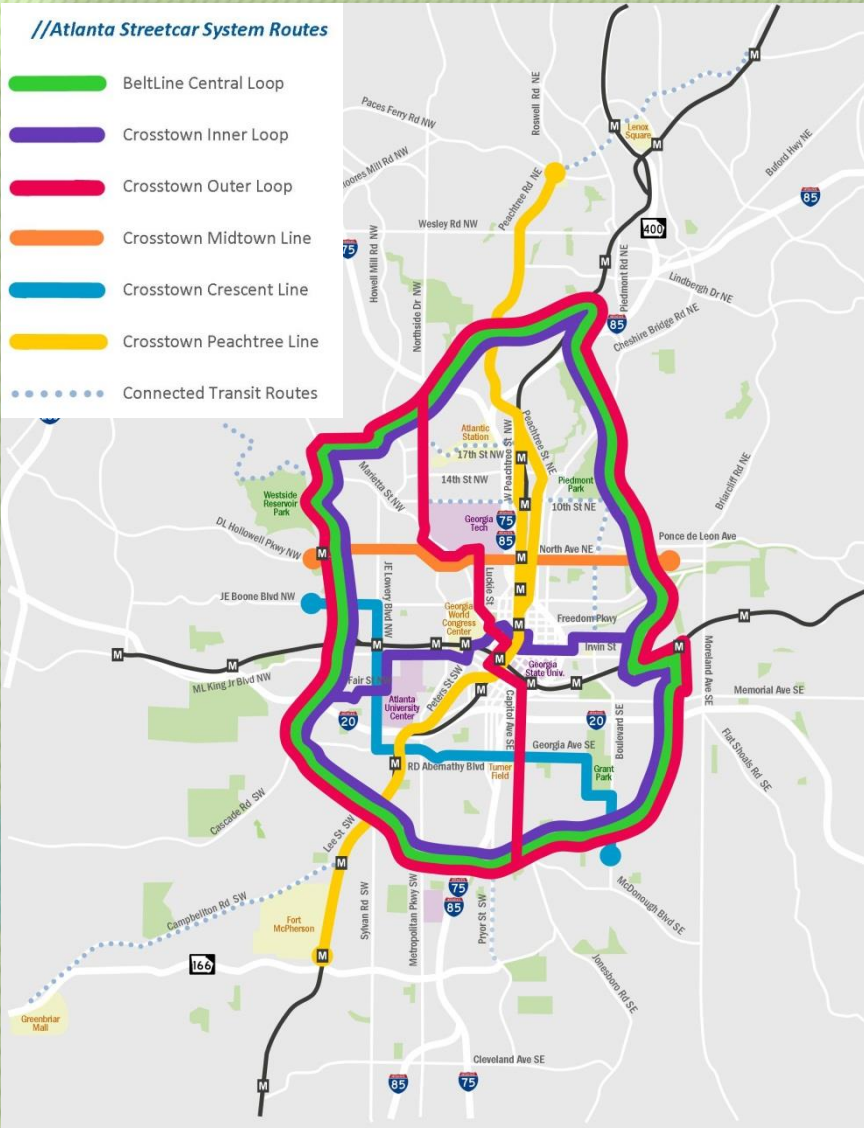 //Atlanta Streetcar System Routes
BeltLine Central Loop
Crosstown Inner Loop
Crosstown Outer Loop
Crosstown Midtown Line
Crosstown Crescent Line
Crosstown Peachtree Line
Connected Transit Routes
M
Paces Ferry Rd NW
Roswell Rd NE
M
Lenox
Square
M
Buford Hwy NE
oores Mill Rd NW
85
Peachtree Rd NE
Wesley Rd NW
400
75
Howell Mill Rd NW
M
Piedmont Rd NE
Lindbergh Dr NE
Northside Dr NW
85
Cheshire Bridge Rd NE
Atlantic
Station
17th St NW
W Peachtree St NW
Peachtree St NE
M
Marietta St NW
14th St NW
Piedmont
Park
Briarcliff Rd NE
Westside
Reservoir
Park
M
10th St NE
Georgia
Tech
75
85
DL Hollowell Pkwy NW
M
North Ave NE
M
Ponce de Leon Ave
JE Boone Blvd NW
JE Lowery Blvd NW
Luckie St
M
Georgia
World
Congress
Center
M
Freedom Pkwy
M
M
M
M
Irwin St
M
M
M
M
ML King Jr Blvd NW
Fair St
M
Georgia
State Univ.
M
M
Moreland Ave SE
Atlanta
University
Center
Peters St SW
M
Capitol Ave SE
Memorial Ave SE
20
20
Boulevard SE
Georgia Ave SE
Flat Shoals Rd SE
M
RD Abernathy Blvd
Turner
Field
Grant
Park
Cascade Rd SW
Lee St SW
M
Campbellton Rd SW
Sylvan Rd SW
Metropolitan Pkwy SW
75
85
Pryor St SW
McDonough Blvd SE
Fort
McPherson
M
166
Jonesboro Rd SE
Greenbriar
Mall
Cleveland Ave SE
M
85
75